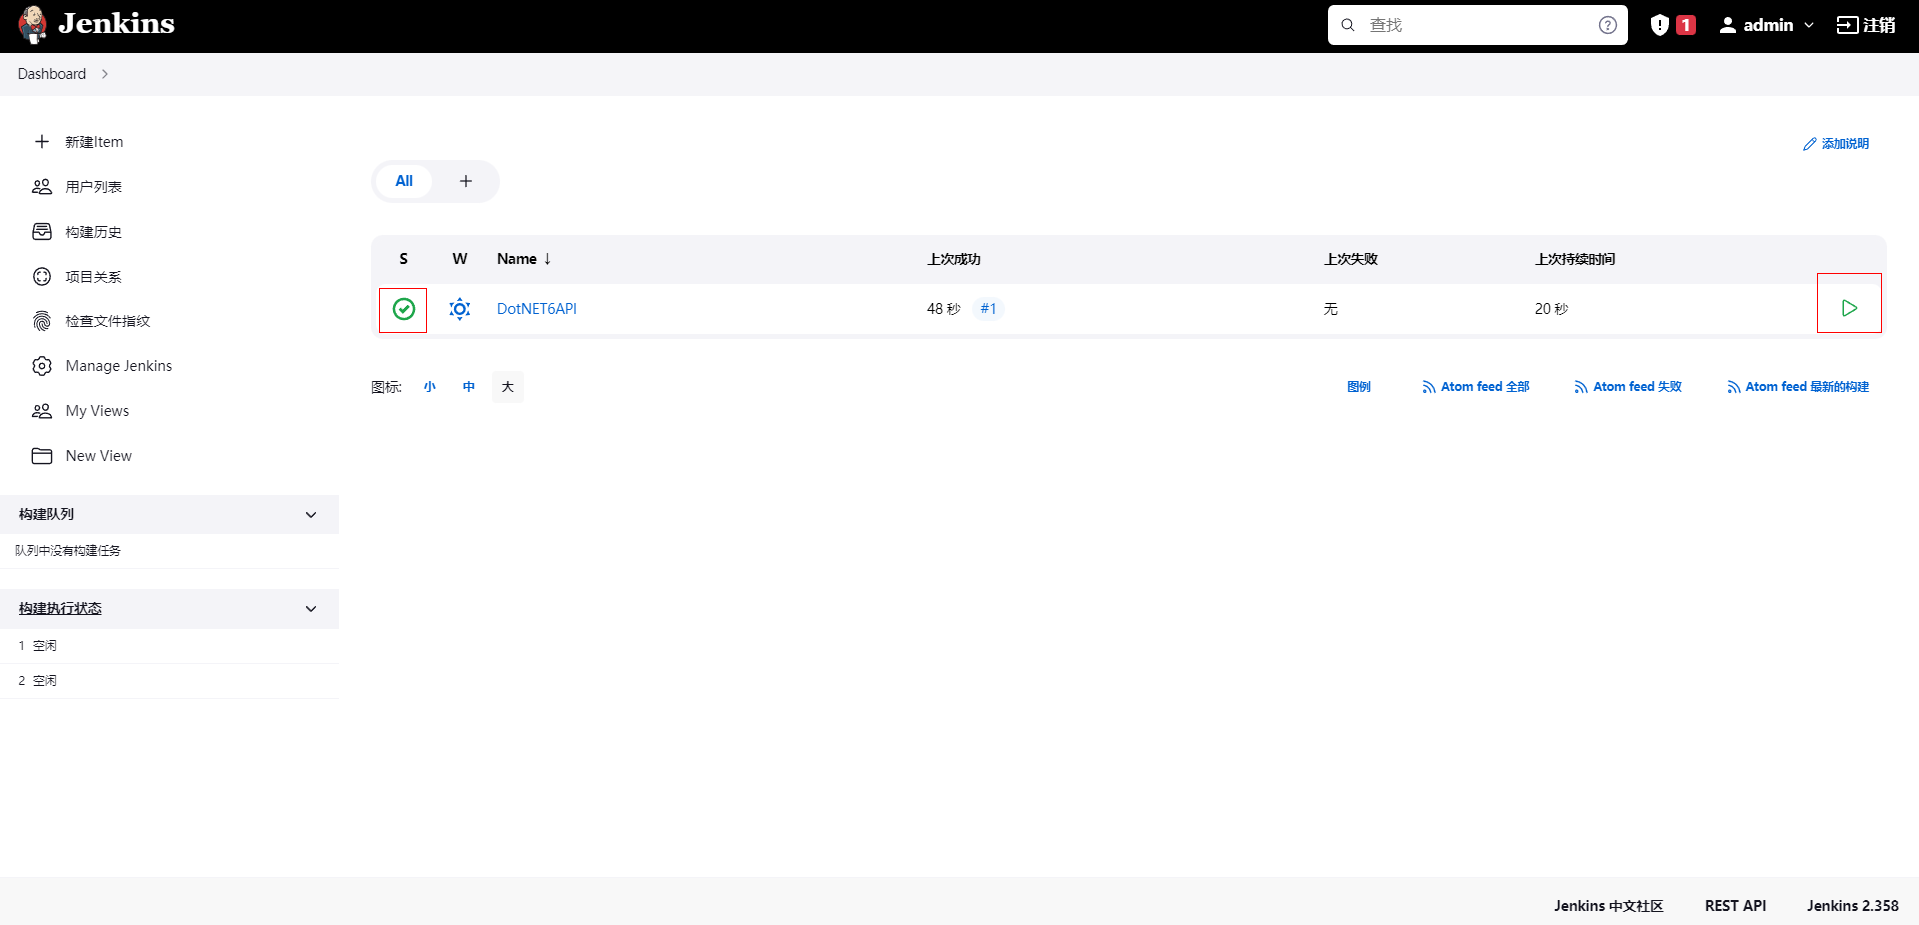 Jenkins
查找
1
admin
注销
Dashboard
新建Item
用户列表
构建历史
项目关系
检查文件指纹
Manage Jenkins
My Views
New View
构建队列
队列中没有构建任务
构建执行状态
1 空闲
2 空闲
添加说明
All +
S W Name ↓ 上次成功 上次失败 上次持续时间
DotNET6API 48 秒 #1 无 20 秒
图标: 小 中 大
图例 Atom feed 全部 Atom feed 失败 Atom feed 最新的构建
Jenkins 中文社区 REST API Jenkins 2.358